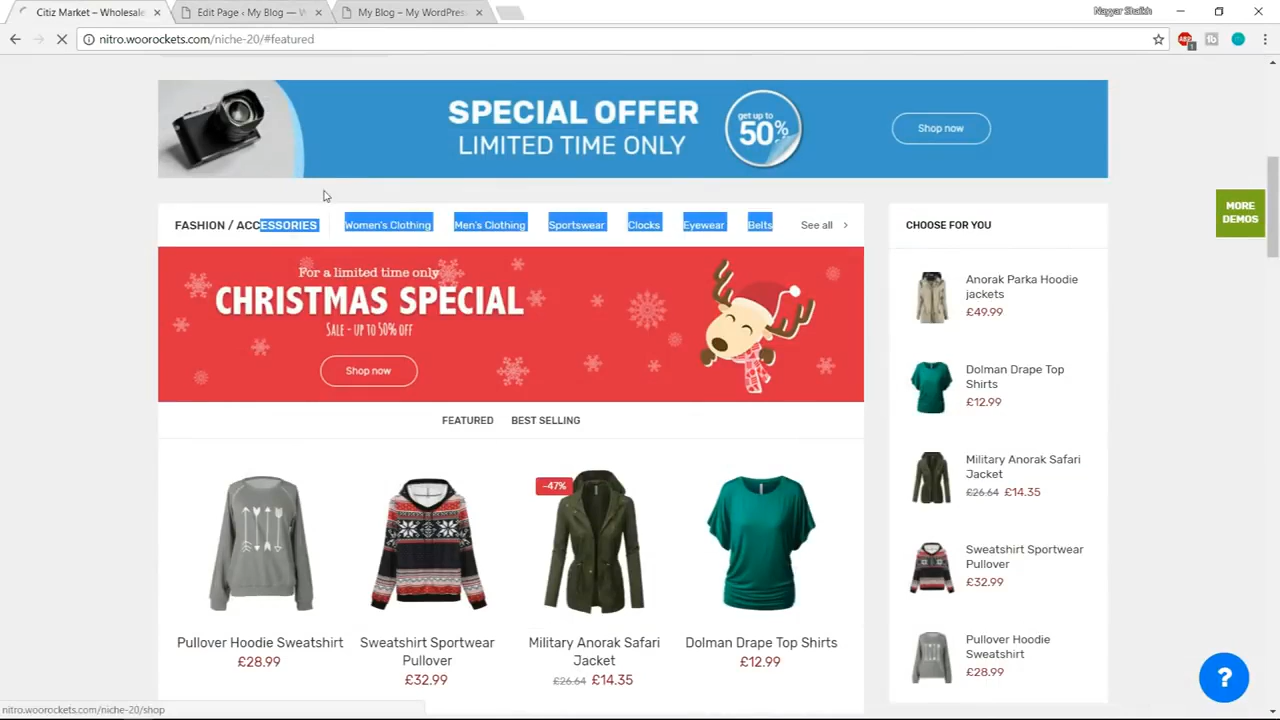 Citiz Market – Wholesale
Edit Page ‹ My Blog — W
My Blog – My WordPres
Nayyar Shaikh
nitro.woorockets.com/niche-20/#featured
SPECIAL OFFER
LIMITED TIME ONLY
get up to
50%
Shop now
MORE
DEMOS
FASHION / ACCESSORIES Women's Clothing Men's Clothing Sportswear Clocks Eyewear Belts See all
CHOOSE FOR YOU
For a limited time only
CHRISTMAS SPECIAL
SALE - UP TO 50% OFF
Shop now
FEATURED BEST SELLING
-47%
Pullover Hoodie Sweatshirt
£28.99
Sweatshirt Sportwear
Pullover
£32.99
Military Anorak Safari
Jacket
£26.64 £14.35
Dolman Drape Top Shirts
£12.99
Anorak Parka Hoodie
jackets
£49.99
Dolman Drape Top
Shirts
£12.99
Military Anorak Safari
Jacket
£26.64 £14.35
Sweatshirt Sportwear
Pullover
£32.99
Pullover Hoodie
Sweatshirt
£28.99
?
nitro.woorockets.com/niche-20/shop